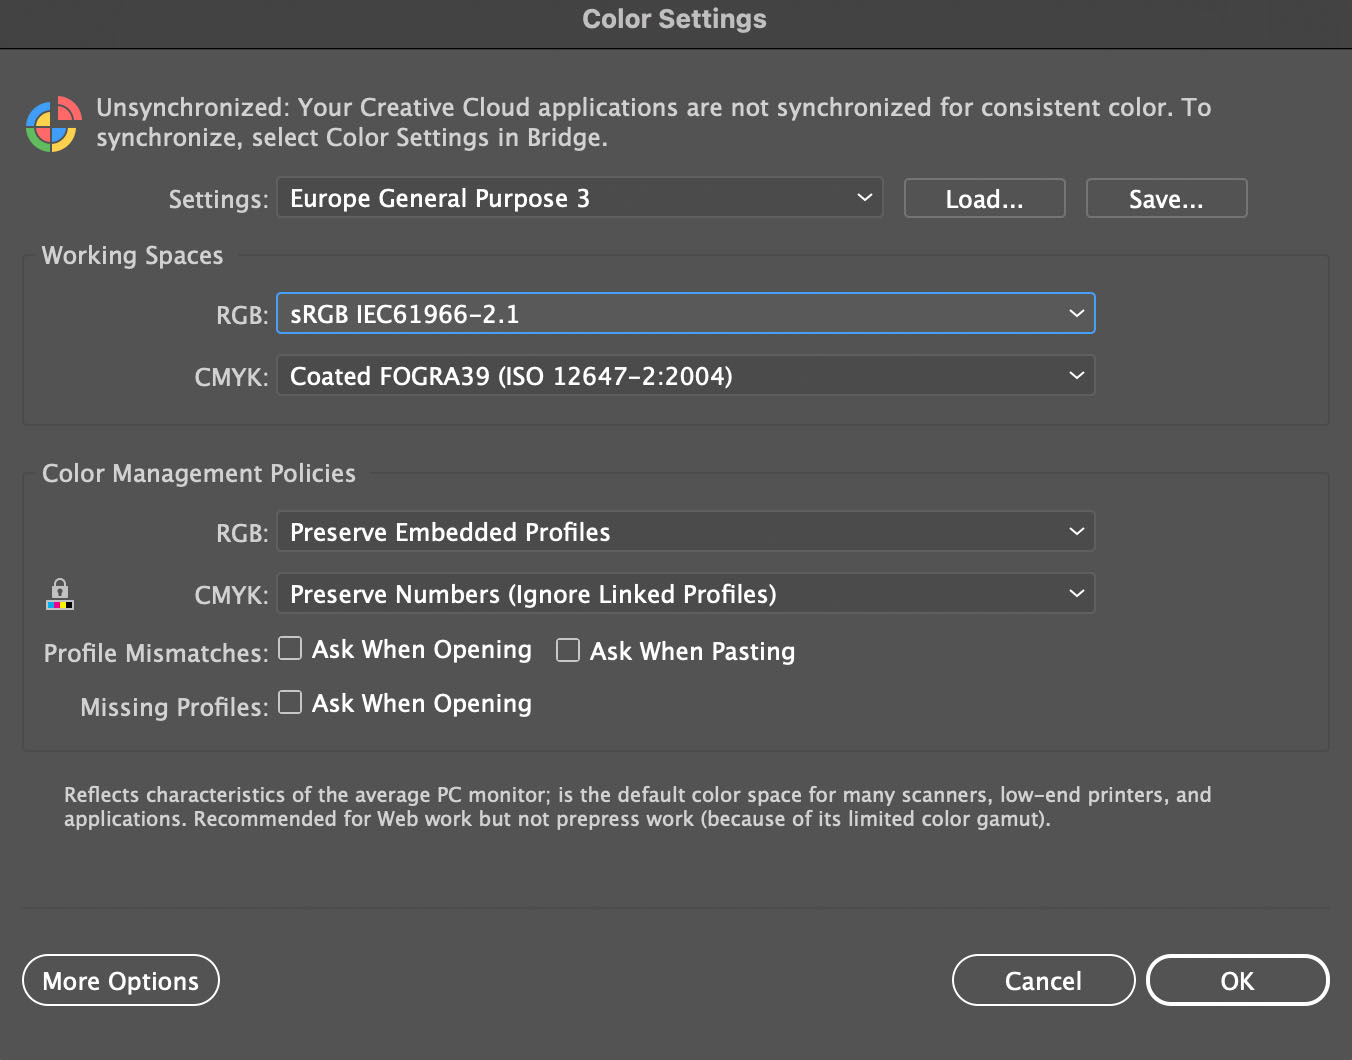 Color Settings
Unsynchronized: Your Creative Cloud applications are not synchronized for consistent color. To
synchronize, select Color Settings in Bridge.
Settings: Europe General Purpose 3 Load... Save...
Working Spaces
RGB: sRGB IEC61966-2.1
CMYK: Coated FOGRA39 (ISO 12647-2:2004)
Color Management Policies
RGB: Preserve Embedded Profiles
CMYK: Preserve Numbers (Ignore Linked Profiles)
Profile Mismatches: Ask When Opening Ask When Pasting
Missing Profiles: Ask When Opening
Reflects characteristics of the average PC monitor; is the default color space for many scanners, low-end printers, and
applications. Recommended for Web work but not prepress work (because of its limited color gamut).
More Options Cancel OK